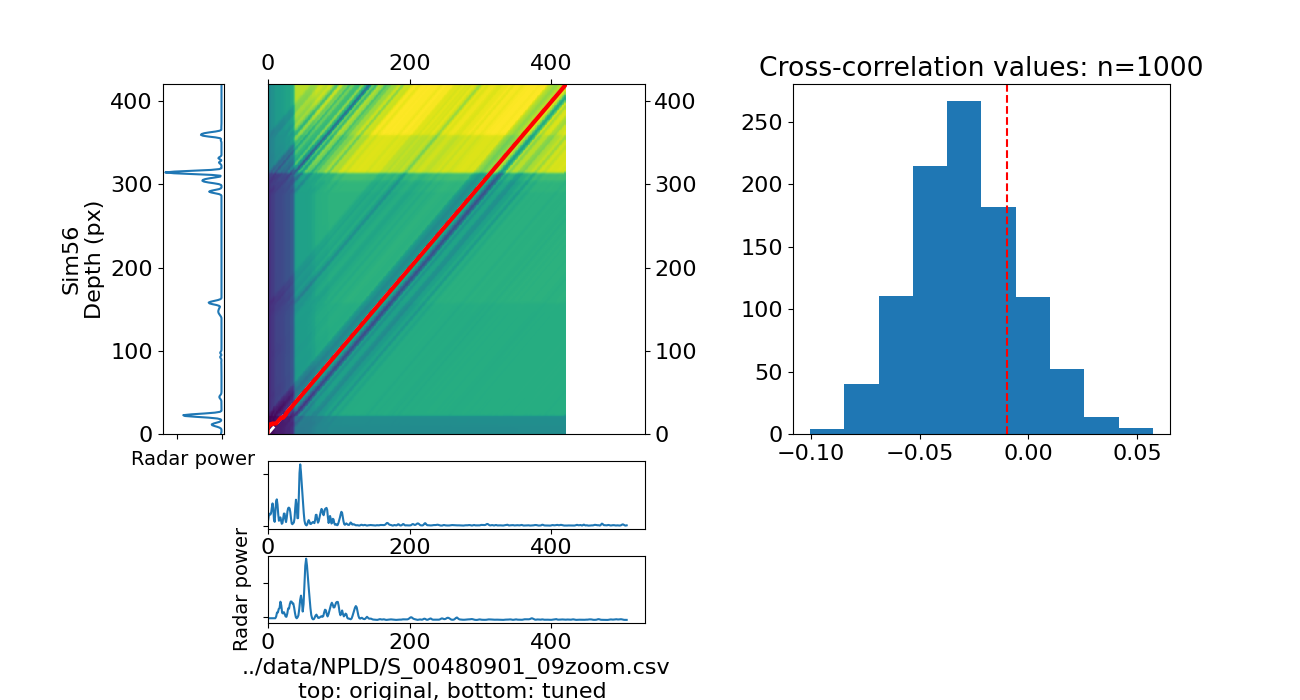 0 200 400
Cross-correlation values: n=1000
400
300
200
100
0
Sim56
Depth (px)
Radar power
400
300
200
100
0
250
200
150
100
50
0
−0.10 −0.05 0.00 0.05
0 200 400
Radar power
0 200 400
../data/NPLD/S_00480901_09zoom.csv
top: original, bottom: tuned